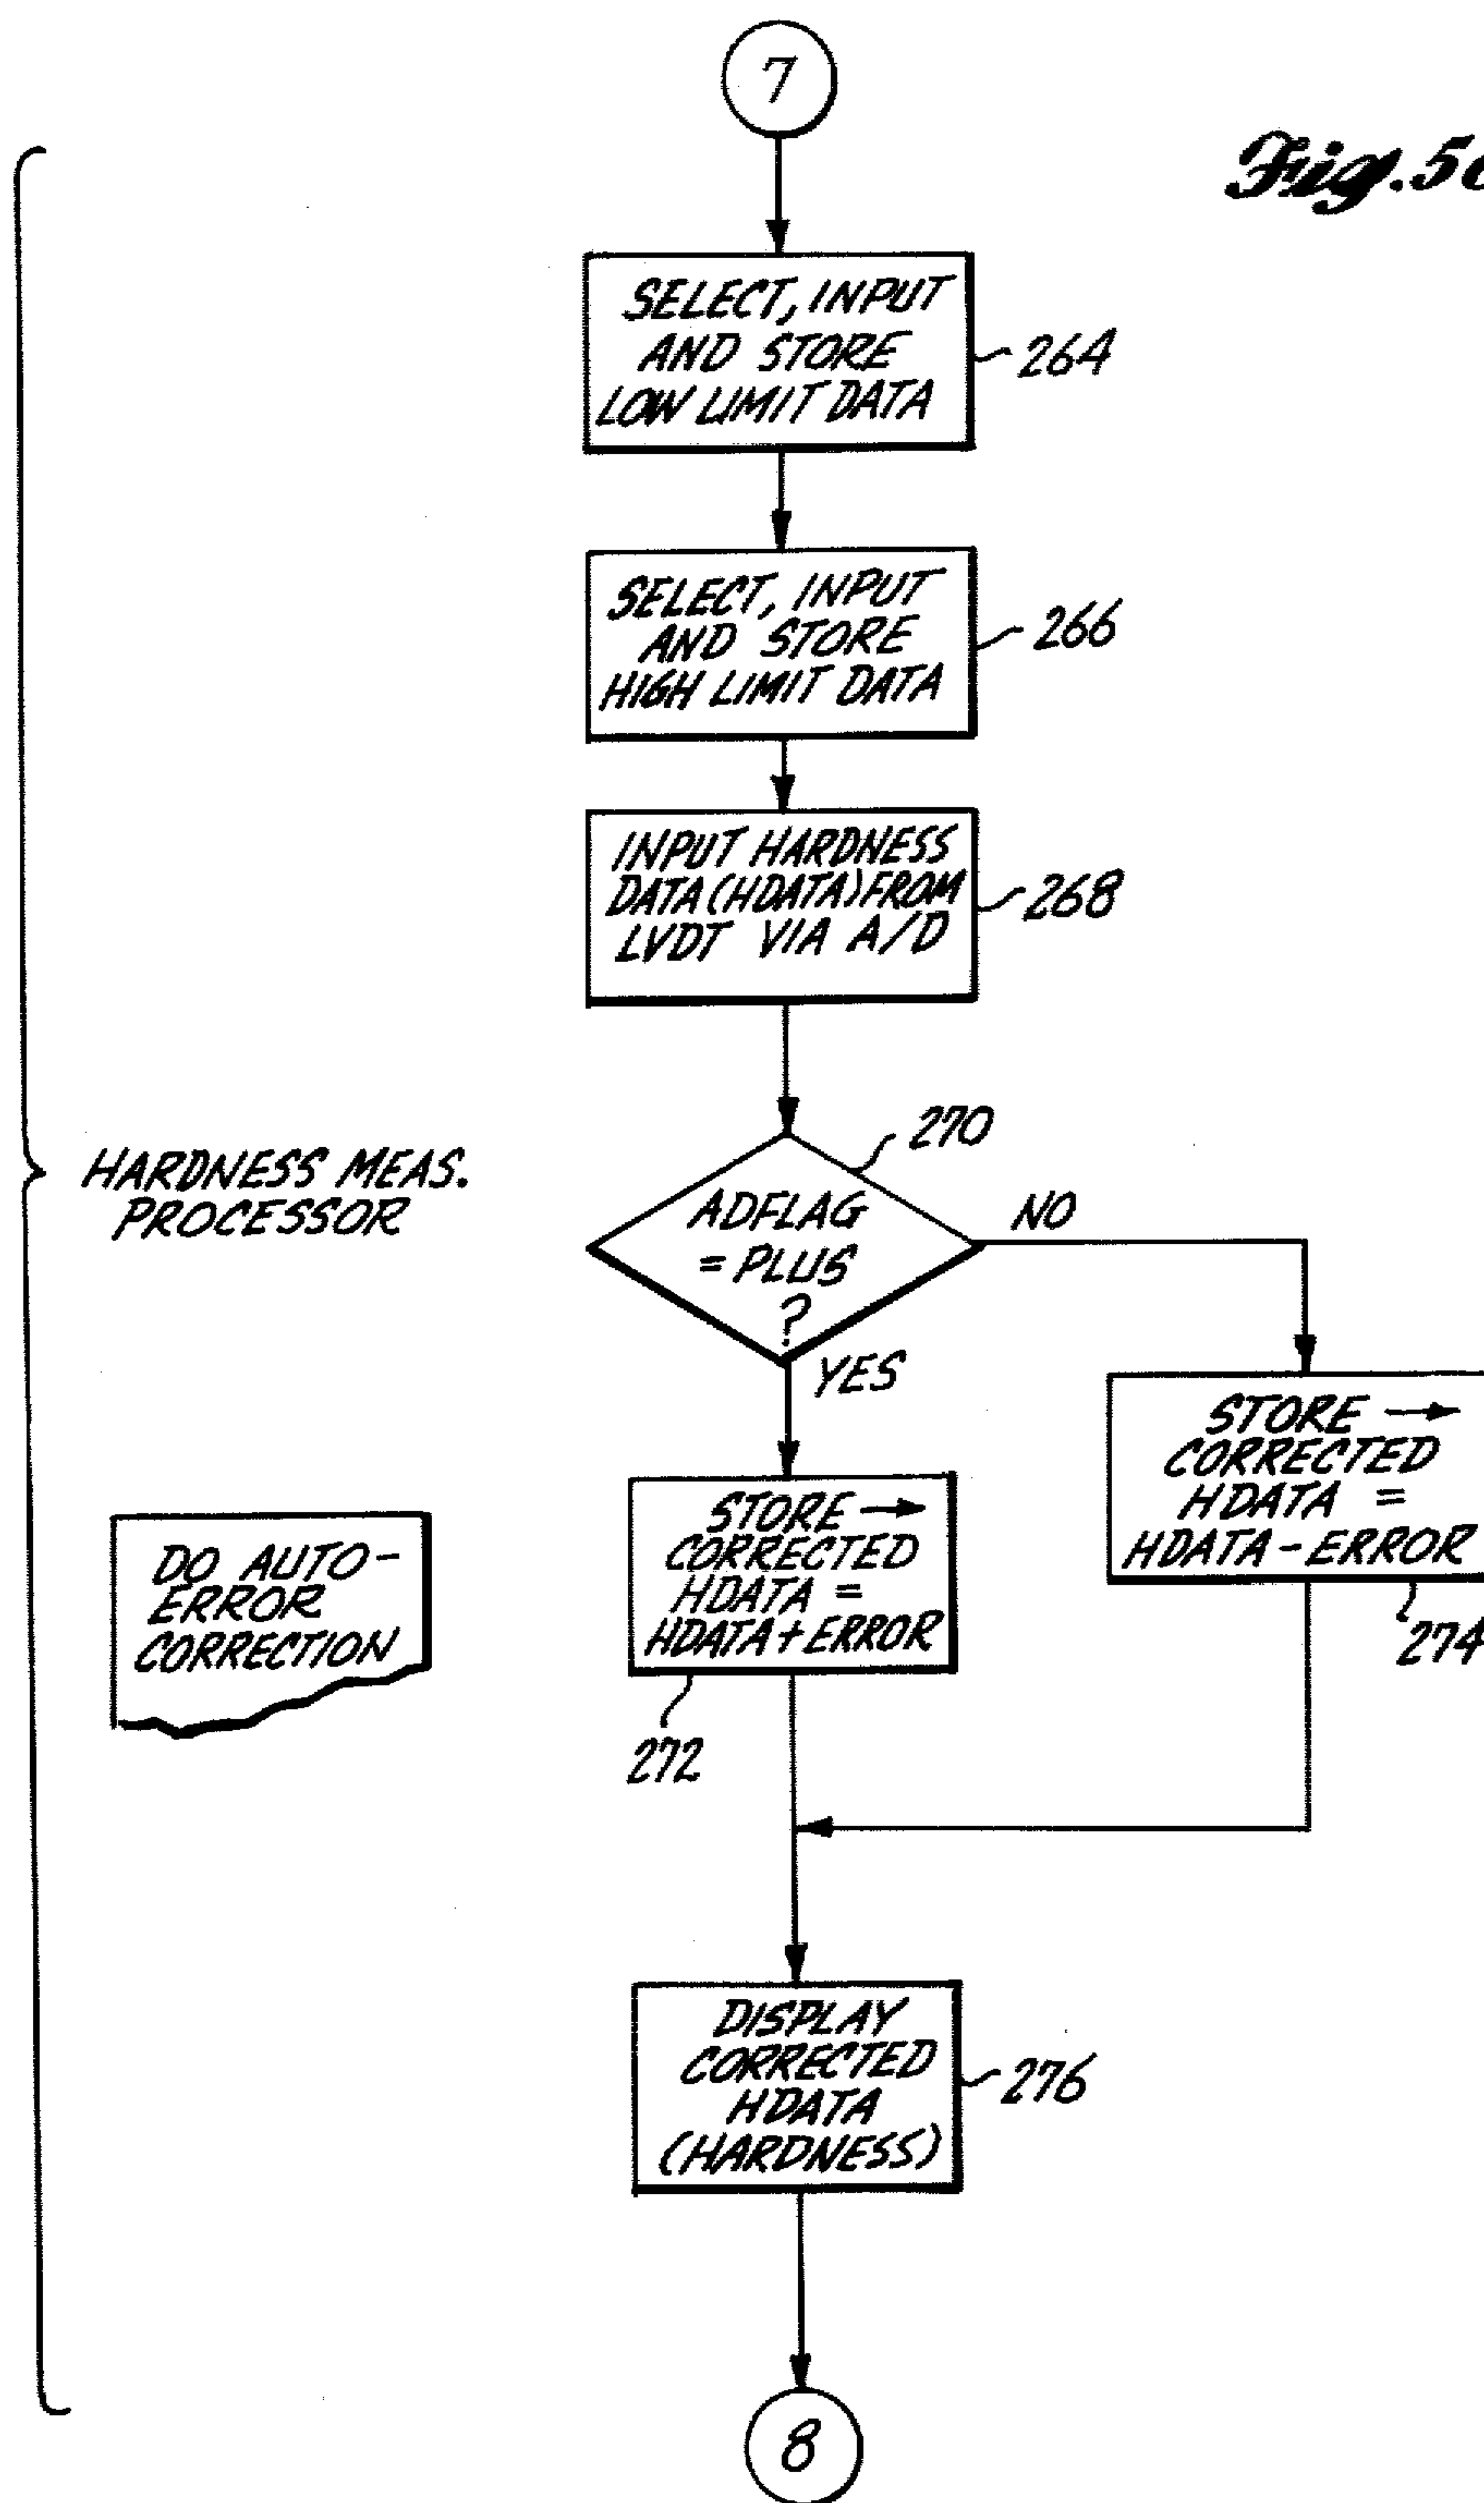 7
Fig. 5
SELECT, INPUT
AND STORE
LOW LIMIT DATA
264
SELECT, INPUT
AND STORE
HIGH LIMIT DATA
266
INPUT HARDNESS
DATA (HDATA) FROM
LVDT VIA A/D
268
270
ADFLAG
= PLUS
?
NO
YES
HARDNESS MEAS.
PROCESSOR
STORE →
CORRECTED
HDATA =
HDATA - ERROR
274
STORE →
CORRECTED
HDATA =
HDATA + ERROR
272
DO AUTO-
ERROR
CORRECTION
DISPLAY
CORRECTED
HDATA
(HARDNESS)
276
8